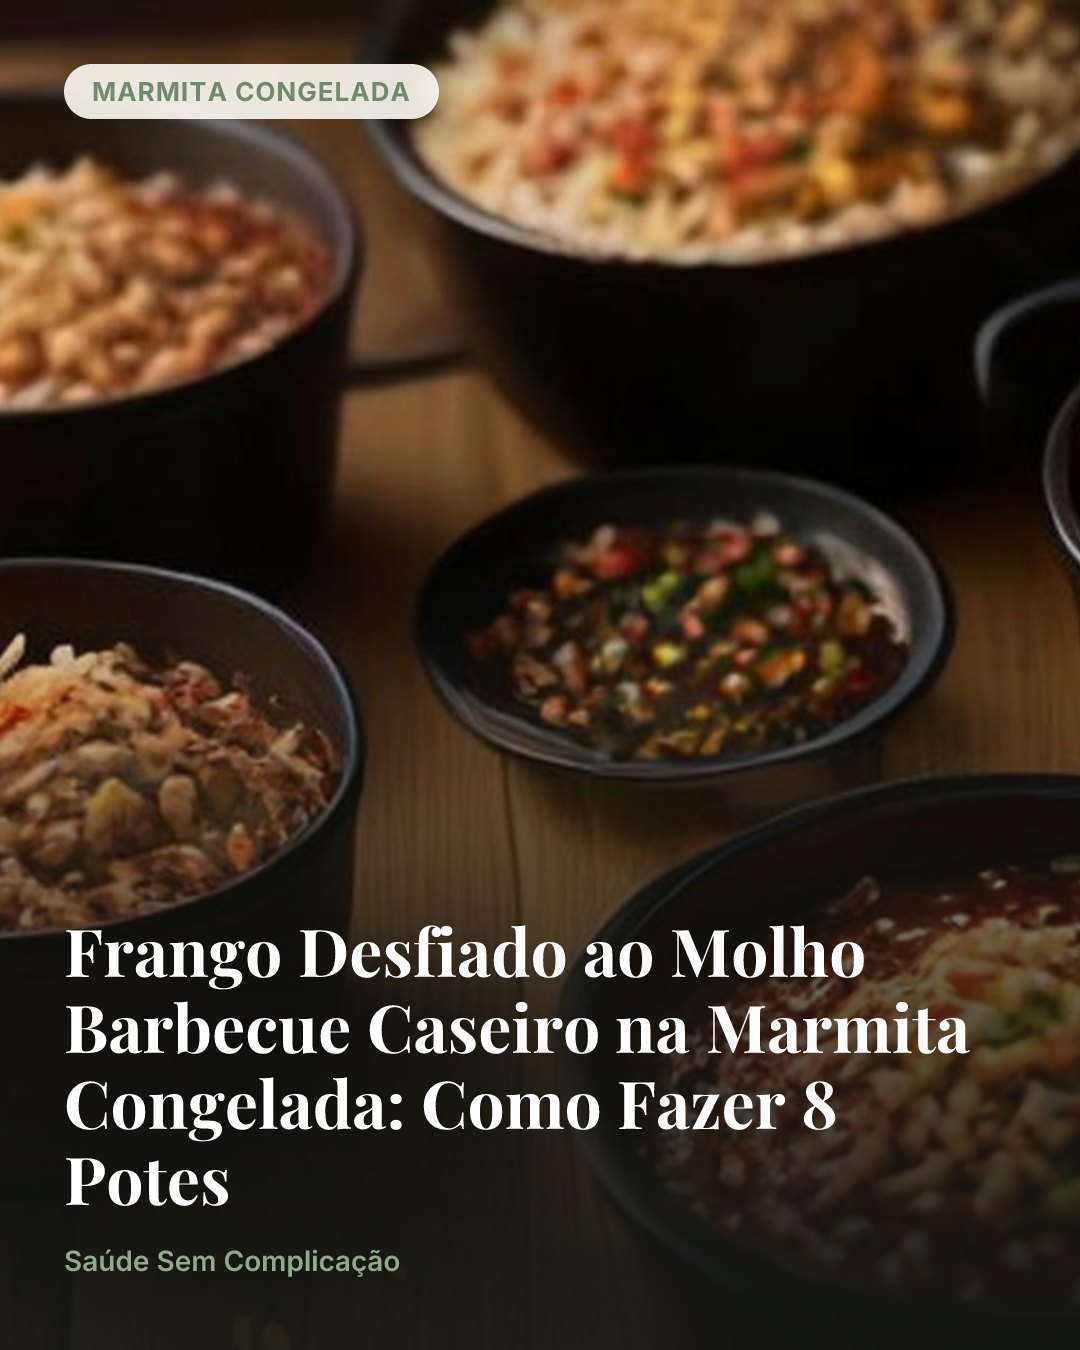 MARMITA CONGELADA
Frango Desfiado ao Molho
Barbecue Caseiro na Marmita
Congelada: Como Fazer 8
Potes
Saúde Sem Complicação